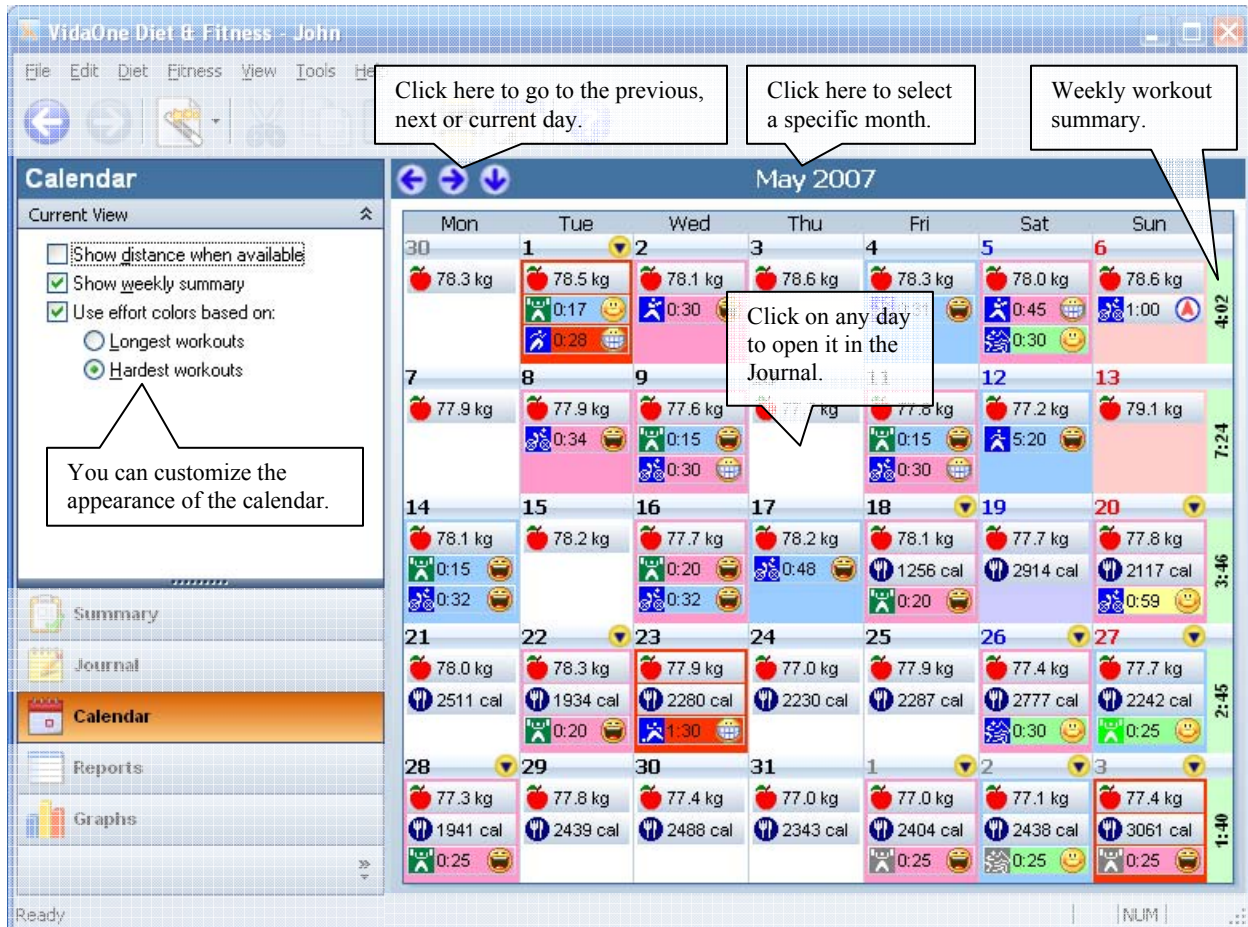 VidaOne Diet & Fitness - John
File Edit Diet Fitness View Tools
Click here to go to the previous,
next or current day.
Click here to select
a specific month.
Weekly workout
summary.
Calendar
May 2007
Current View
Show distance when available
Show weekly summary
Use effort colors based on:
Longest workouts
Hardest workouts
You can customize the
appearance of the calendar.
Summary
Journal
Calendar
Reports
Graphs
Mon Tue Wed Thu Fri Sat Sun
30 1 2 3 4 5 6
78.3 kg 78.5 kg 78.1 kg 78.6 kg 78.3 kg 78.0 kg 78.6 kg
0:17 0:30 0:45 1:00
0:28 0:30
4:02
Click on any day
to open it in the
Journal.
7 8 9 11 12 13
77.9 kg 77.9 kg 77.6 kg kg 77.8 kg 77.2 kg 79.1 kg
0:34 0:15 0:15 5:20
0:30 0:30
7:24
14 15 16 17 18 19 20
78.1 kg 78.2 kg 77.7 kg 78.2 kg 78.1 kg 77.7 kg 77.8 kg
0:15 0:20 0:48 1256 cal 2914 cal 2117 cal
0:32 0:32 0:20 0:59
3:46
21 22 23 24 25 26 27
78.0 kg 78.3 kg 77.9 kg 77.0 kg 77.9 kg 77.4 kg 77.7 kg
2511 cal 1934 cal 2280 cal 2230 cal 2287 cal 2777 cal 2242 cal
0:20 1:30 0:30 0:25
2:45
28 29 30 31 1 2 3
77.3 kg 77.8 kg 77.4 kg 77.0 kg 77.0 kg 77.1 kg 77.4 kg
1941 cal 2439 cal 2488 cal 2343 cal 2404 cal 2438 cal 3061 cal
0:25 0:25 0:25 0:25
1:40
Ready NUM